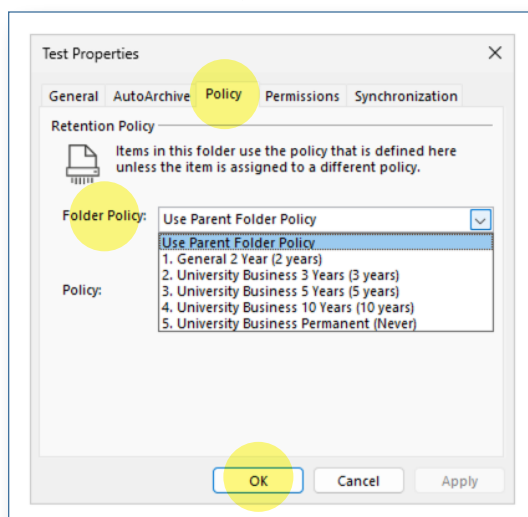 Test Properties
General AutoArchive Policy Permissions Synchronization
Retention Policy
Items in this folder use the policy that is defined here
unless the item is assigned to a different policy.
Folder Policy: Use Parent Folder Policy
Use Parent Folder Policy
1. General 2 Year (2 years)
2. University Business 3 Years (3 years)
Policy: 3. University Business 5 Years (5 years)
4. University Business 10 Years (10 years)
5. University Business Permanent (Never)
OK Cancel Apply